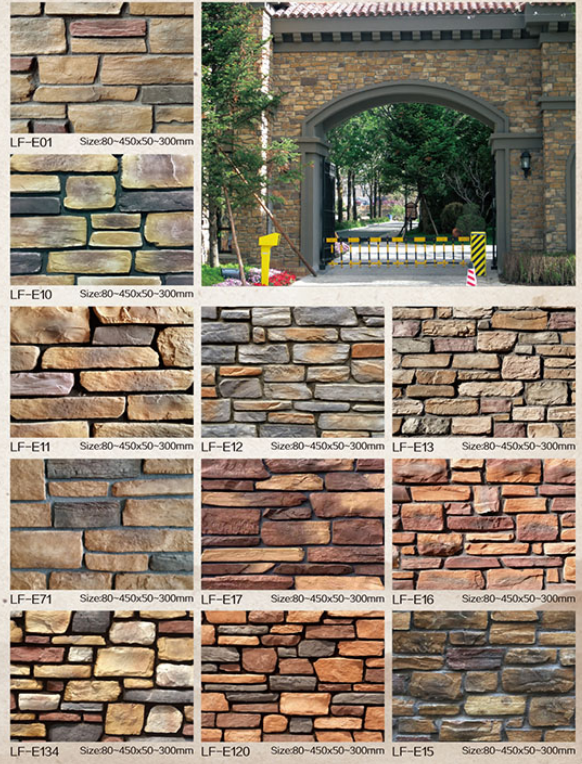 LF-E01 Size:80~450x50~300mm
LF-E10 Size:80~450x50~300mm
LF-E11 Size:80~450x50~300mm
LF-E12 Size:80~450x50~300mm
LF-E13 Size:80~450x50~300mm
LF-E71 Size:80~450x50~300mm
LF-E17 Size:80~450x50~300mm
LF-E16 Size:80~450x50~300mm
LF-E134 Size:80~450x50~300mm
LF-E120 Size:80~450x50~300mm
LF-E15 Size:80~450x50~300mm